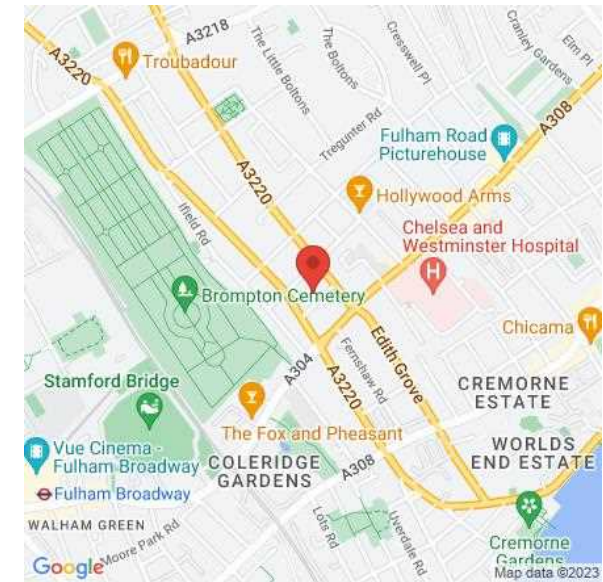 A3220
A3218
Troubadour
The Little Boltons
The Boltons
Cresswell Pl
Cranley Gardens
Elm Pl
A308
Tregunter Rd
Fulham Road
Picturehouse
A3220
Hollywood Arms
Ifield Rd
Chelsea and
Westminster Hospital
Brompton Cemetery
Chicama
Edith Grove
Fernshaw Rd
A304
A3220
Stamford Bridge
CREMORNE
ESTATE
The Fox and Pheasant
Vue Cinema -
Fulham Broadway
COLERIDGE
GARDENS
A308
WORLDS
END ESTATE
Fulham Broadway
WALHAM GREEN
Moore Park Rd
Lots Rd
Uverdale Rd
Cremorne
Gardens
Google
Map data ©2023